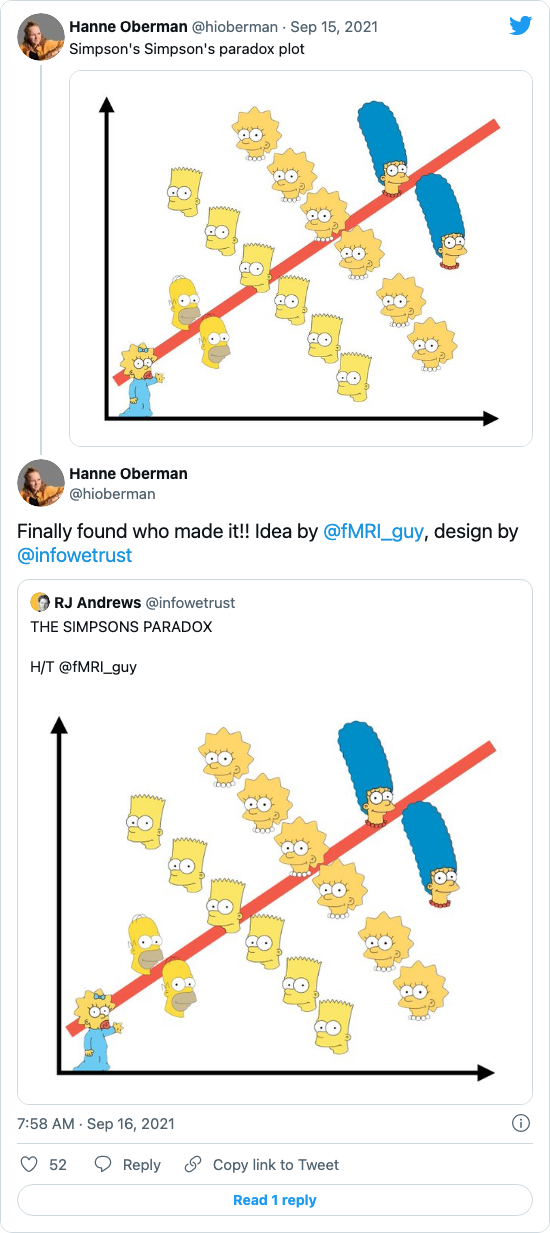 Hanne Oberman @hioberman · Sep 15, 2021
Simpson's Simpson's paradox plot
Hanne Oberman
@hioberman
Finally found who made it!! Idea by @fMRI_guy, design by
@infowetrust
RJ Andrews @infowetrust
THE SIMPSONS PARADOX
H/T @fMRI_guy
7:58 AM · Sep 16, 2021
52 Reply Copy link to Tweet
Read 1 reply